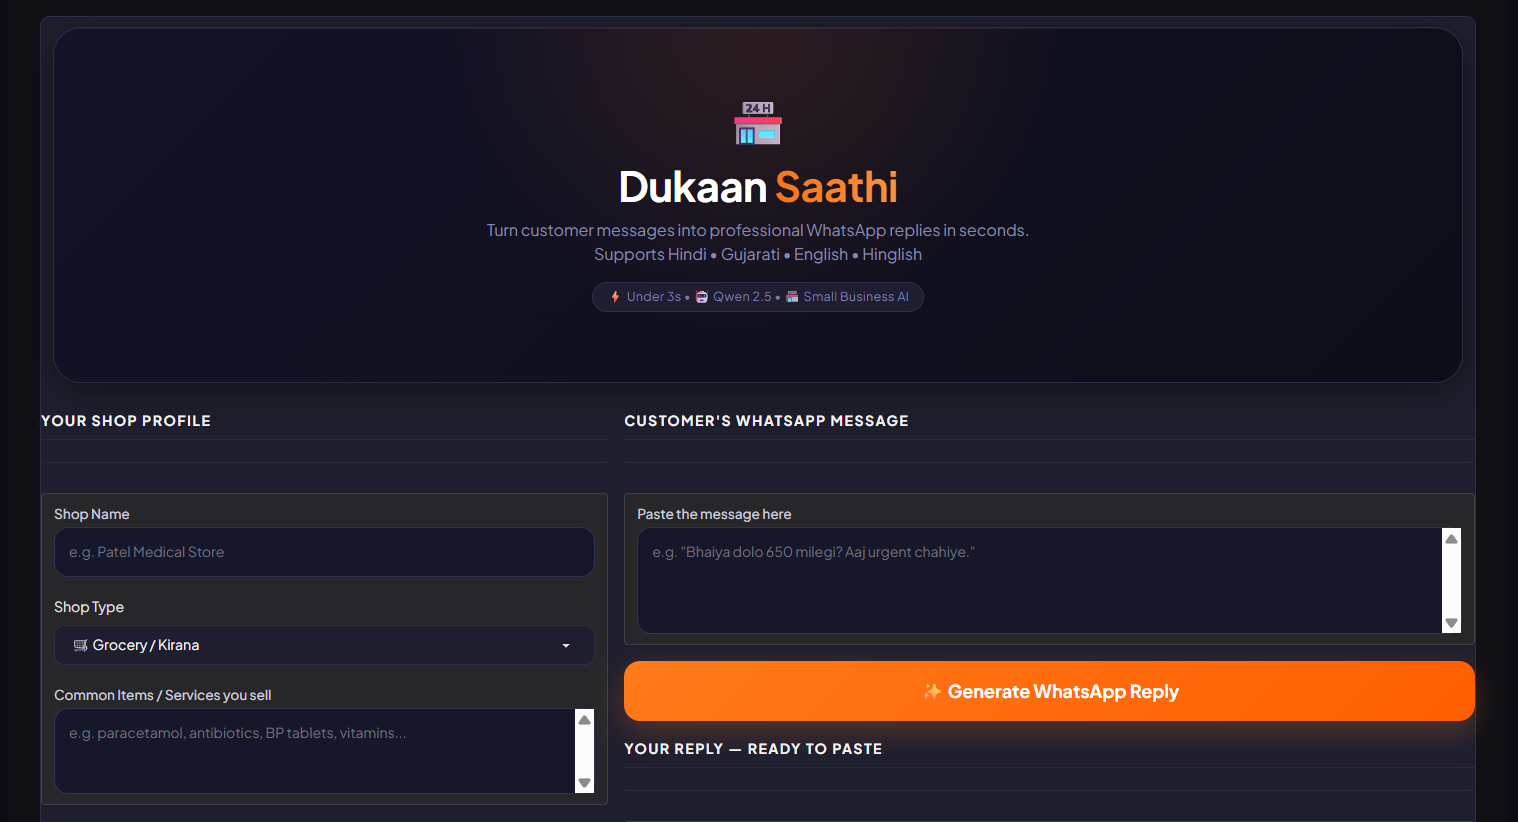 24 H
Dukaan Saathi
Turn customer messages into professional WhatsApp replies in seconds.
Supports Hindi • Gujarati • English • Hinglish
Under 3s • Qwen 2.5 • Small Business AI
YOUR SHOP PROFILE
Shop Name
e.g. Patel Medical Store
Shop Type
Grocery / Kirana
Common Items / Services you sell
e.g. paracetamol, antibiotics, BP tablets, vitamins...
CUSTOMER'S WHATSAPP MESSAGE
Paste the message here
e.g. "Bhaiya dolo 650 milegi? Aaj urgent chahiye."
Generate WhatsApp Reply
YOUR REPLY — READY TO PASTE